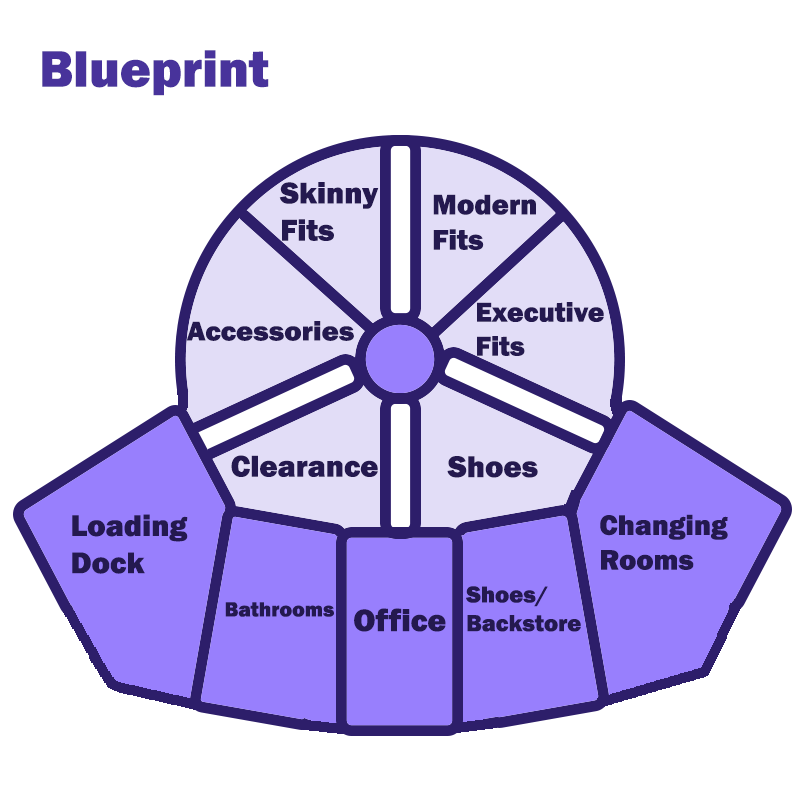 Blueprint
Skinny
Fits
Modern
Fits
Accessories
Executive
Fits
Clearance
Shoes
Loading
Dock
Bathrooms
Office
Shoes/
Backstore
Changing
Rooms